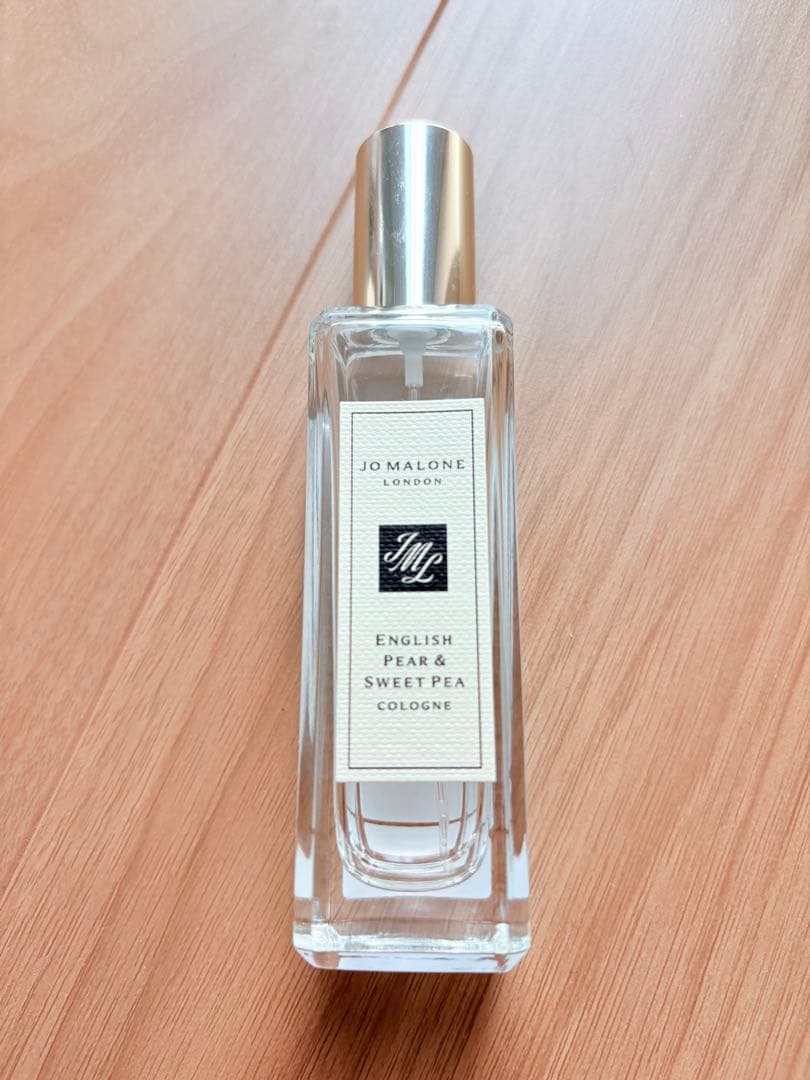 JO MALONE
LONDON
JML
ENGLISH
PEAR &
SWEET PEA
COLOGNE